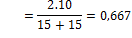 = 2.10 / 15 + 15 = 0,667